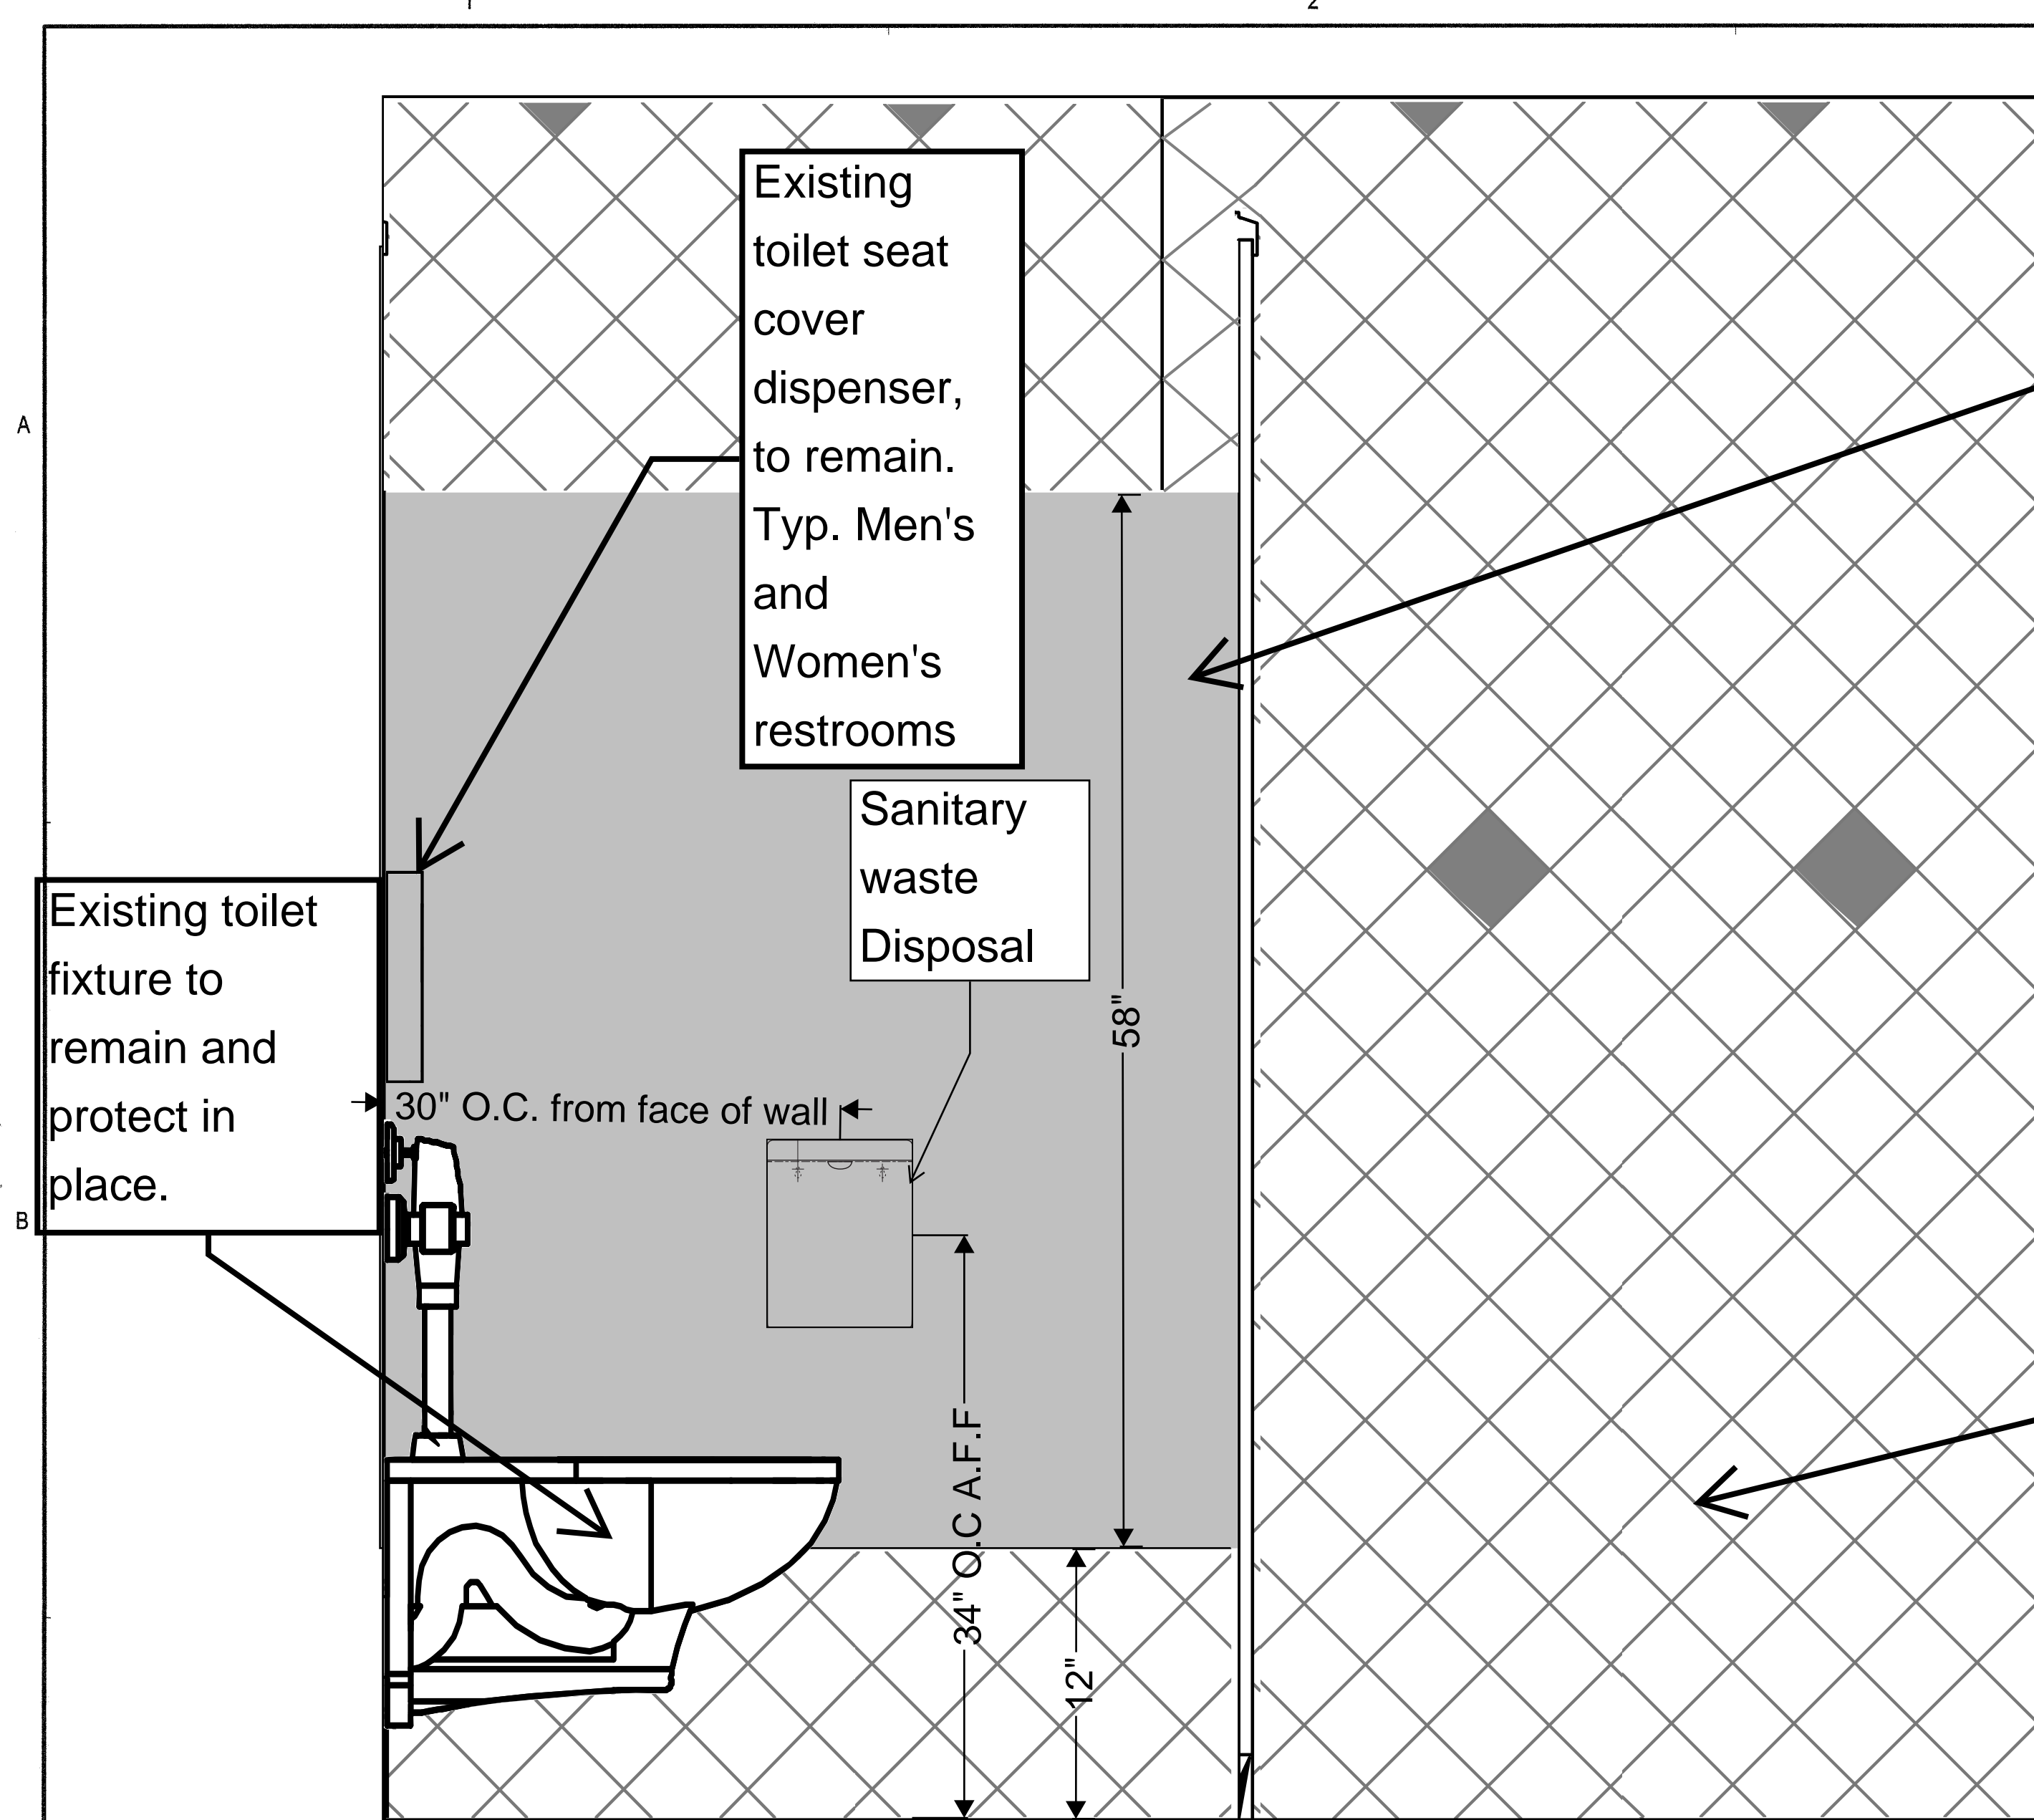 1
2
A
B
Existing
toilet seat
cover
dispenser,
to remain.
Typ. Men's
and
Women's
restrooms
Sanitary
waste
Disposal
58"
Existing toilet
fixture to
remain and
protect in
place.
30" O.C. from face of wall
34" O.C A.F.F
12"